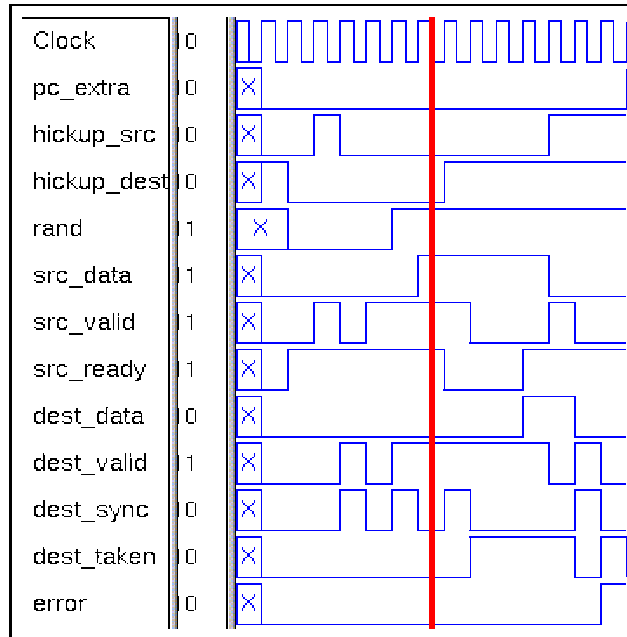 Clock 0
pc_extra 0
hickup_src 0
hickup_dest 0
rand 1
src_data 1
src_valid 1
src_ready 1
dest_data 0
dest_valid 1
dest_sync 0
dest_taken 0
error 0